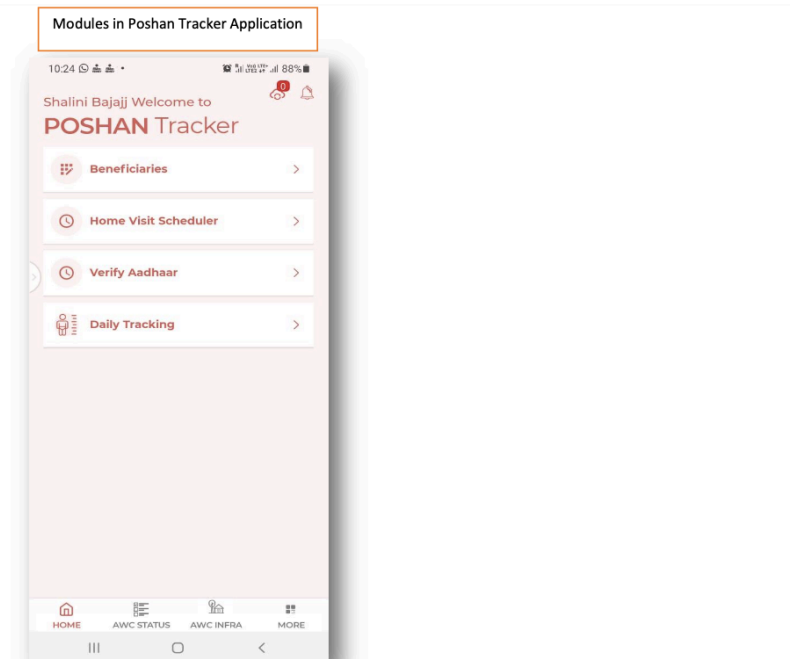 Modules in Poshan Tracker Application
10:24 88%
0
Shalini Bajajj Welcome to
POSHAN Tracker
Beneficiaries
Home Visit Scheduler
Verify Aadhaar
Daily Tracking
HOME AWC STATUS AWC INFRA MORE